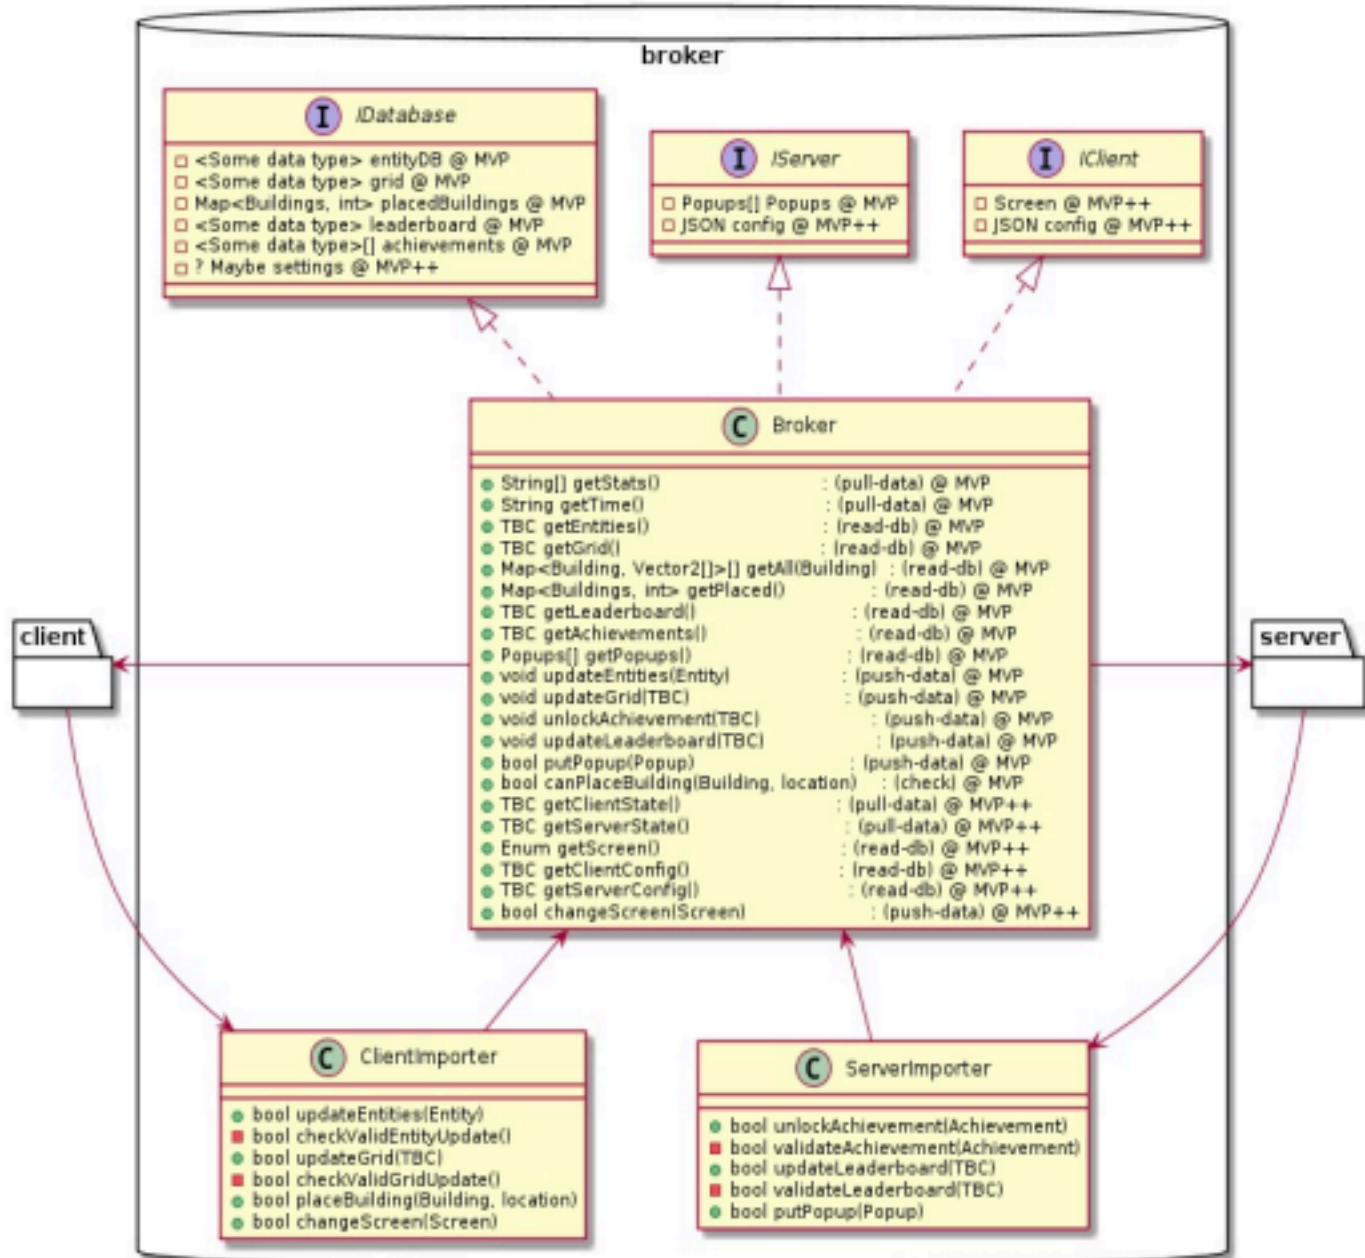 broker
I IDatabase
<Some data type> entityDB @ MVP
<Some data type> grid @ MVP
Map<Buildings, int> placedBuildings @ MVP
<Some data type> leaderboard @ MVP
<Some data type>[] achievements @ MVP
? Maybe settings @ MVP++
I IServer
Popups[] Popups @ MVP
JSON config @ MVP++
I IClient
Screen @ MVP++
JSON config @ MVP++
C Broker
String[] getStats() : (pull-data) @ MVP
String getTime() : (pull-data) @ MVP
TBC getEntities() : (read-db) @ MVP
TBC getGrid() : (read-db) @ MVP
Map<Building, Vector2[]>[] getAll(Building) : (read-db) @ MVP
Map<Buildings, int> getPlaced() : (read-db) @ MVP
TBC getLeaderboard() : (read-db) @ MVP
TBC getAchievements() : (read-db) @ MVP
Popups[] getPopups() : (read-db) @ MVP
void updateEntities(Entity) : (push-data) @ MVP
void updateGrid(TBC) : (push-data) @ MVP
void unlockAchievement(TBC) : (push-data) @ MVP
void updateLeaderboard(TBC) : (push-data) @ MVP
bool putPopup(Popup) : (push-data) @ MVP
bool canPlaceBuilding(Building, location) : (check) @ MVP
TBC getClientState() : (pull-data) @ MVP++
TBC getServerState() : (pull-data) @ MVP++
Enum getScreen() : (read-db) @ MVP++
TBC getClientConfig() : (read-db) @ MVP++
TBC getServerConfig() : (read-db) @ MVP++
bool changeScreen(Screen) : (push-data) @ MVP++
client
server
C ClientImporter
bool updateEntities(Entity)
bool checkValidEntityUpdate()
bool updateGrid(TBC)
bool checkValidGridUpdate()
bool placeBuilding(Building, location)
bool changeScreen(Screen)
C ServerImporter
bool unlockAchievement(Achievement)
bool validateAchievement(Achievement)
bool updateLeaderboard(TBC)
bool validateLeaderboard(TBC)
bool putPopup(Popup)